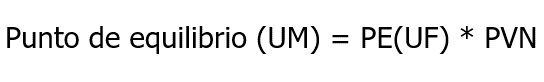 Punto de equilibrio (UM) = PE(UF) * PVN